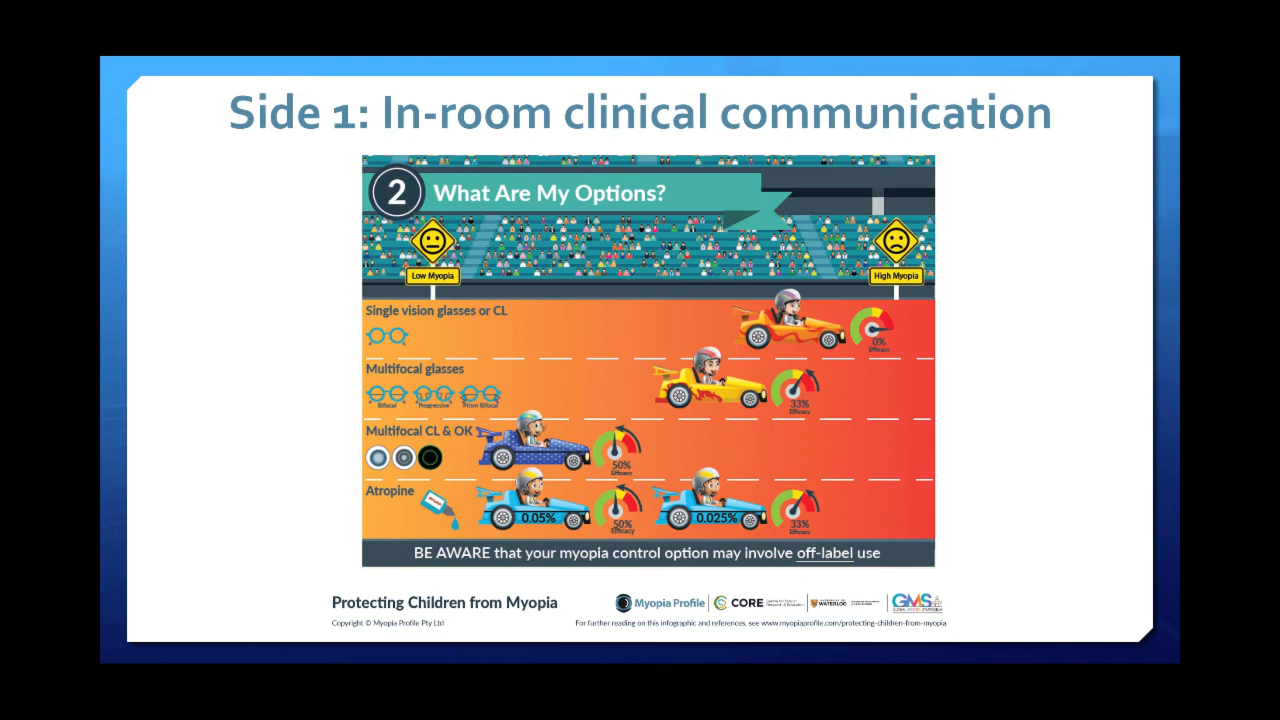 Side 1: In-room clinical communication
2
What Are My Options?
Low Myopia
High Myopia
Single vision glasses or CL
0%
Efficacy
Multifocal glasses
Bifocal
Progressive
Prism Bifocal
33%
Efficacy
Multifocal CL & OK
50%
Efficacy
Atropine
0.05%
50%
Efficacy
0.025%
33%
Efficacy
BE AWARE that your myopia control option may involve off-label use
Protecting Children from Myopia
Copyright © Myopia Profile Pty Ltd
Myopia Profile
CORE
WATERLOO
GMS
For further reading on this infographic and references, see www.myopiaprofile.com/protecting-children-from-myopia